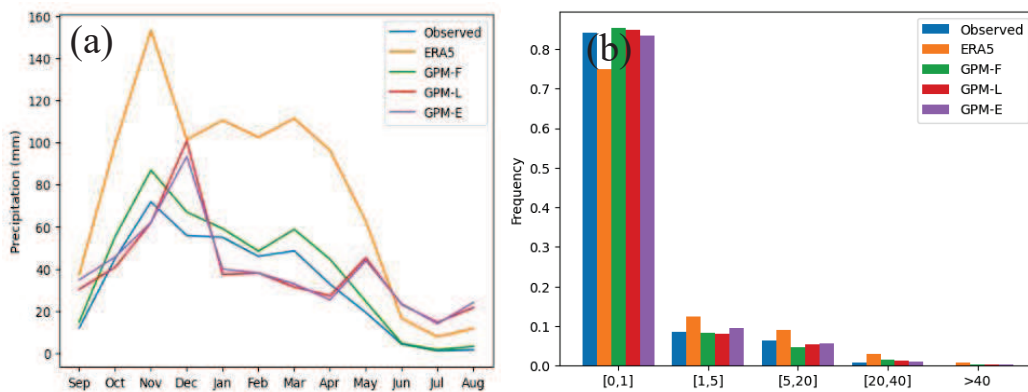 (a)
Precipitation (mm)
160
140
120
100
80
60
40
20
0
Sep Oct Nov Dec Jan Feb Mar Apr May Jun Jul Aug
Observed
ERA5
GPM-F
GPM-L
GPM-E
(b)
Frequency
0.8
0.7
0.6
0.5
0.4
0.3
0.2
0.1
0.0
[0,1] [1,5] [5,20] [20,40] >40
Observed
ERA5
GPM-F
GPM-L
GPM-E